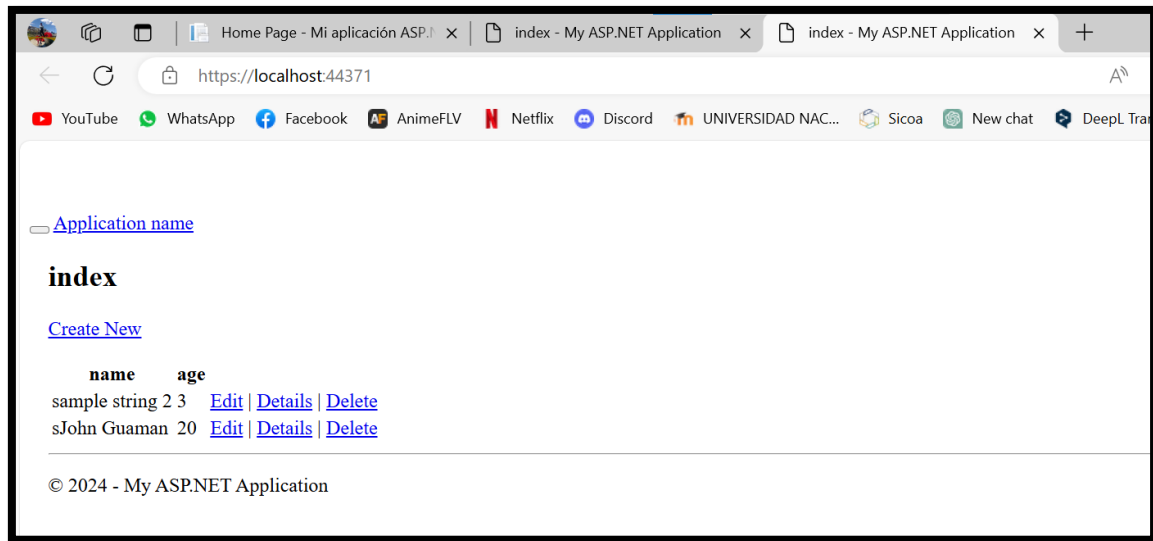 Home Page - Mi aplicación ASP.N
index - My ASP.NET Application
index - My ASP.NET Application
https://localhost:44371
YouTube WhatsApp AF AnimeFLV N Netflix Discord UNIVERSIDAD NAC... Sicoa New chat DeepL Tra
Application name
index
Create New
name age
sample string 2 3 Edit | Details | Delete
sJohn Guaman 20 Edit | Details | Delete
© 2024 - My ASP.NET Application